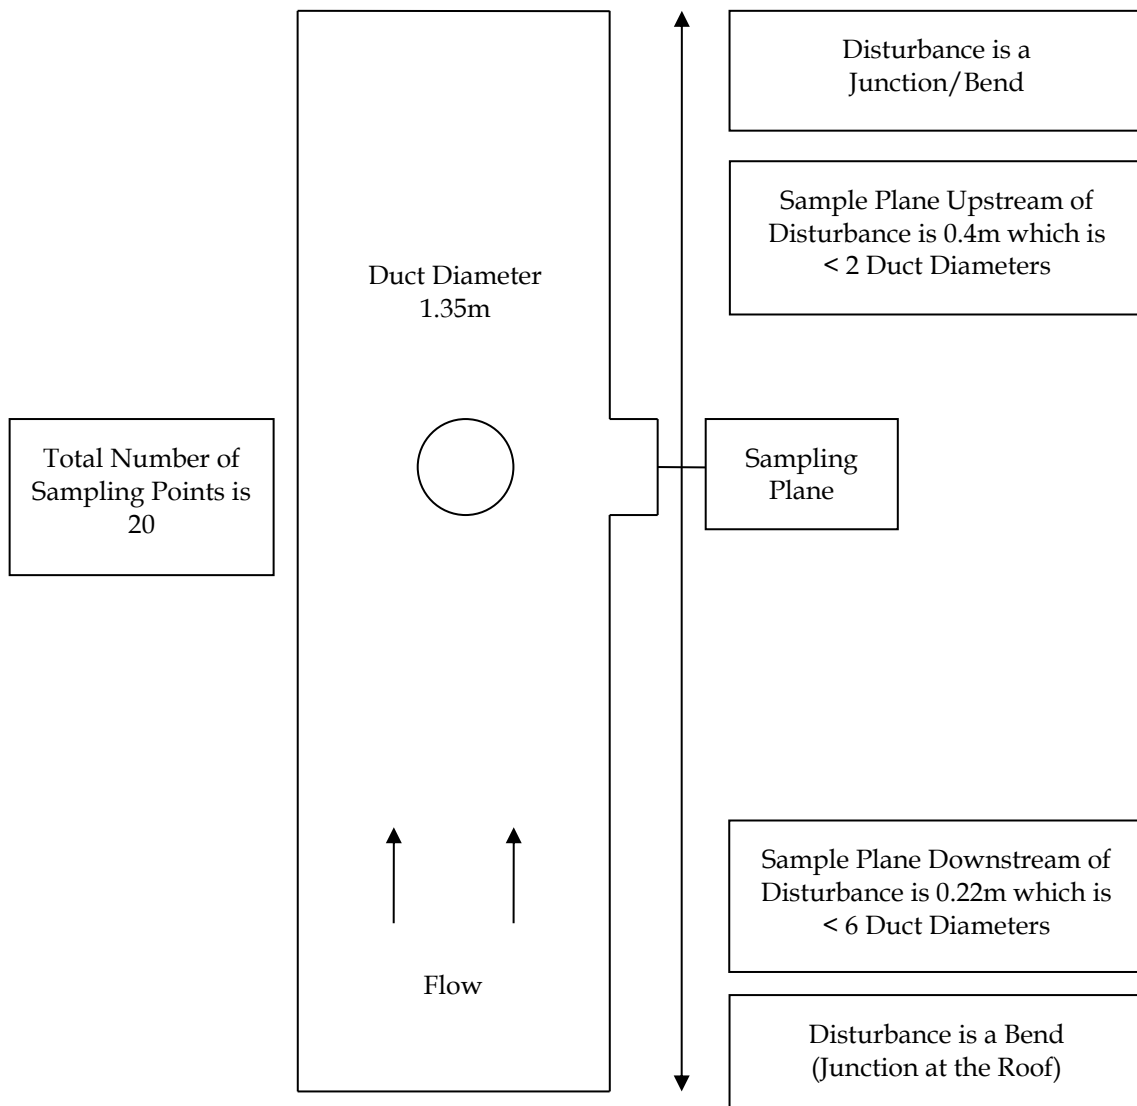 Disturbance is a
Junction/Bend
Sample Plane Upstream of
Disturbance is 0.4m which is
< 2 Duct Diameters
Duct Diameter
1.35m
Total Number of
Sampling Points is
20
Sampling
Plane
Sample Plane Downstream of
Disturbance is 0.22m which is
< 6 Duct Diameters
Flow
Disturbance is a Bend
(Junction at the Roof)